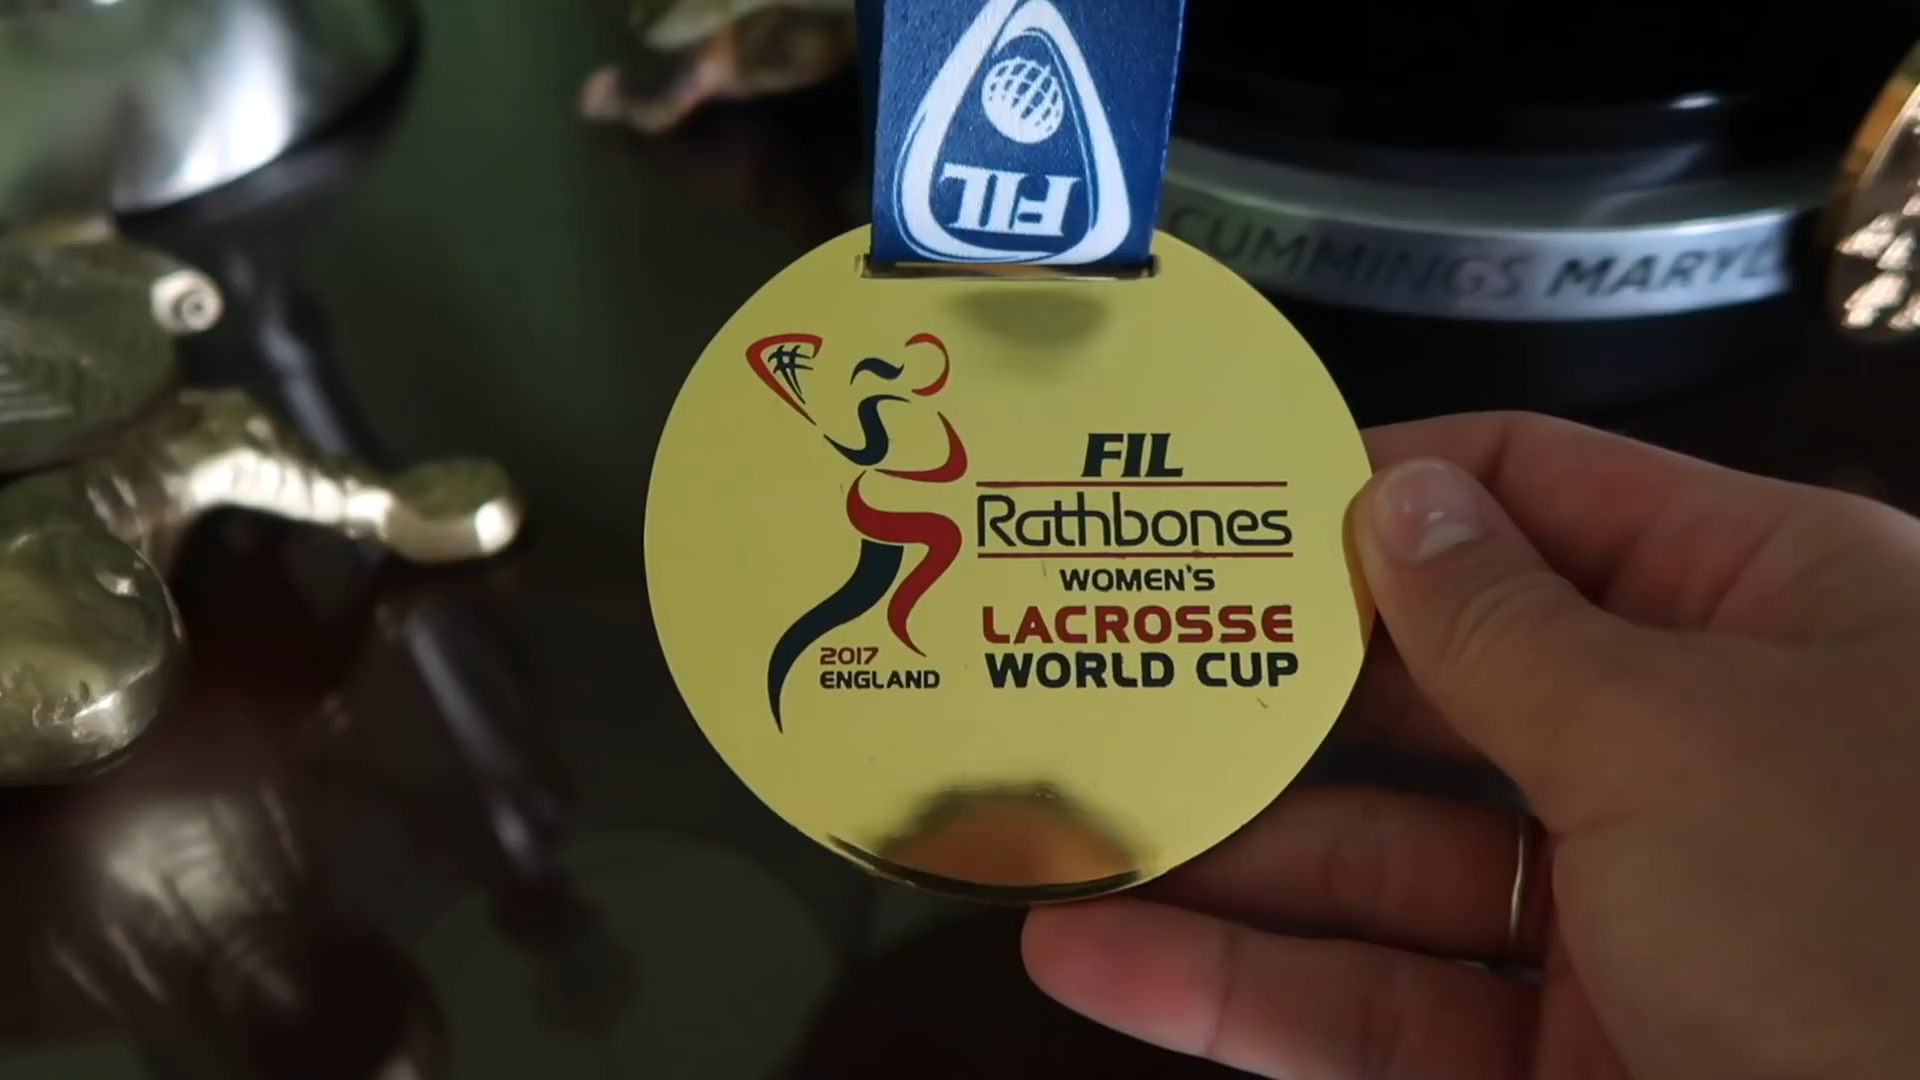 FIL
CUMMINGS MARYL
FIL
Rathbones
WOMEN'S
LACROSSE
WORLD CUP
2017
ENGLAND